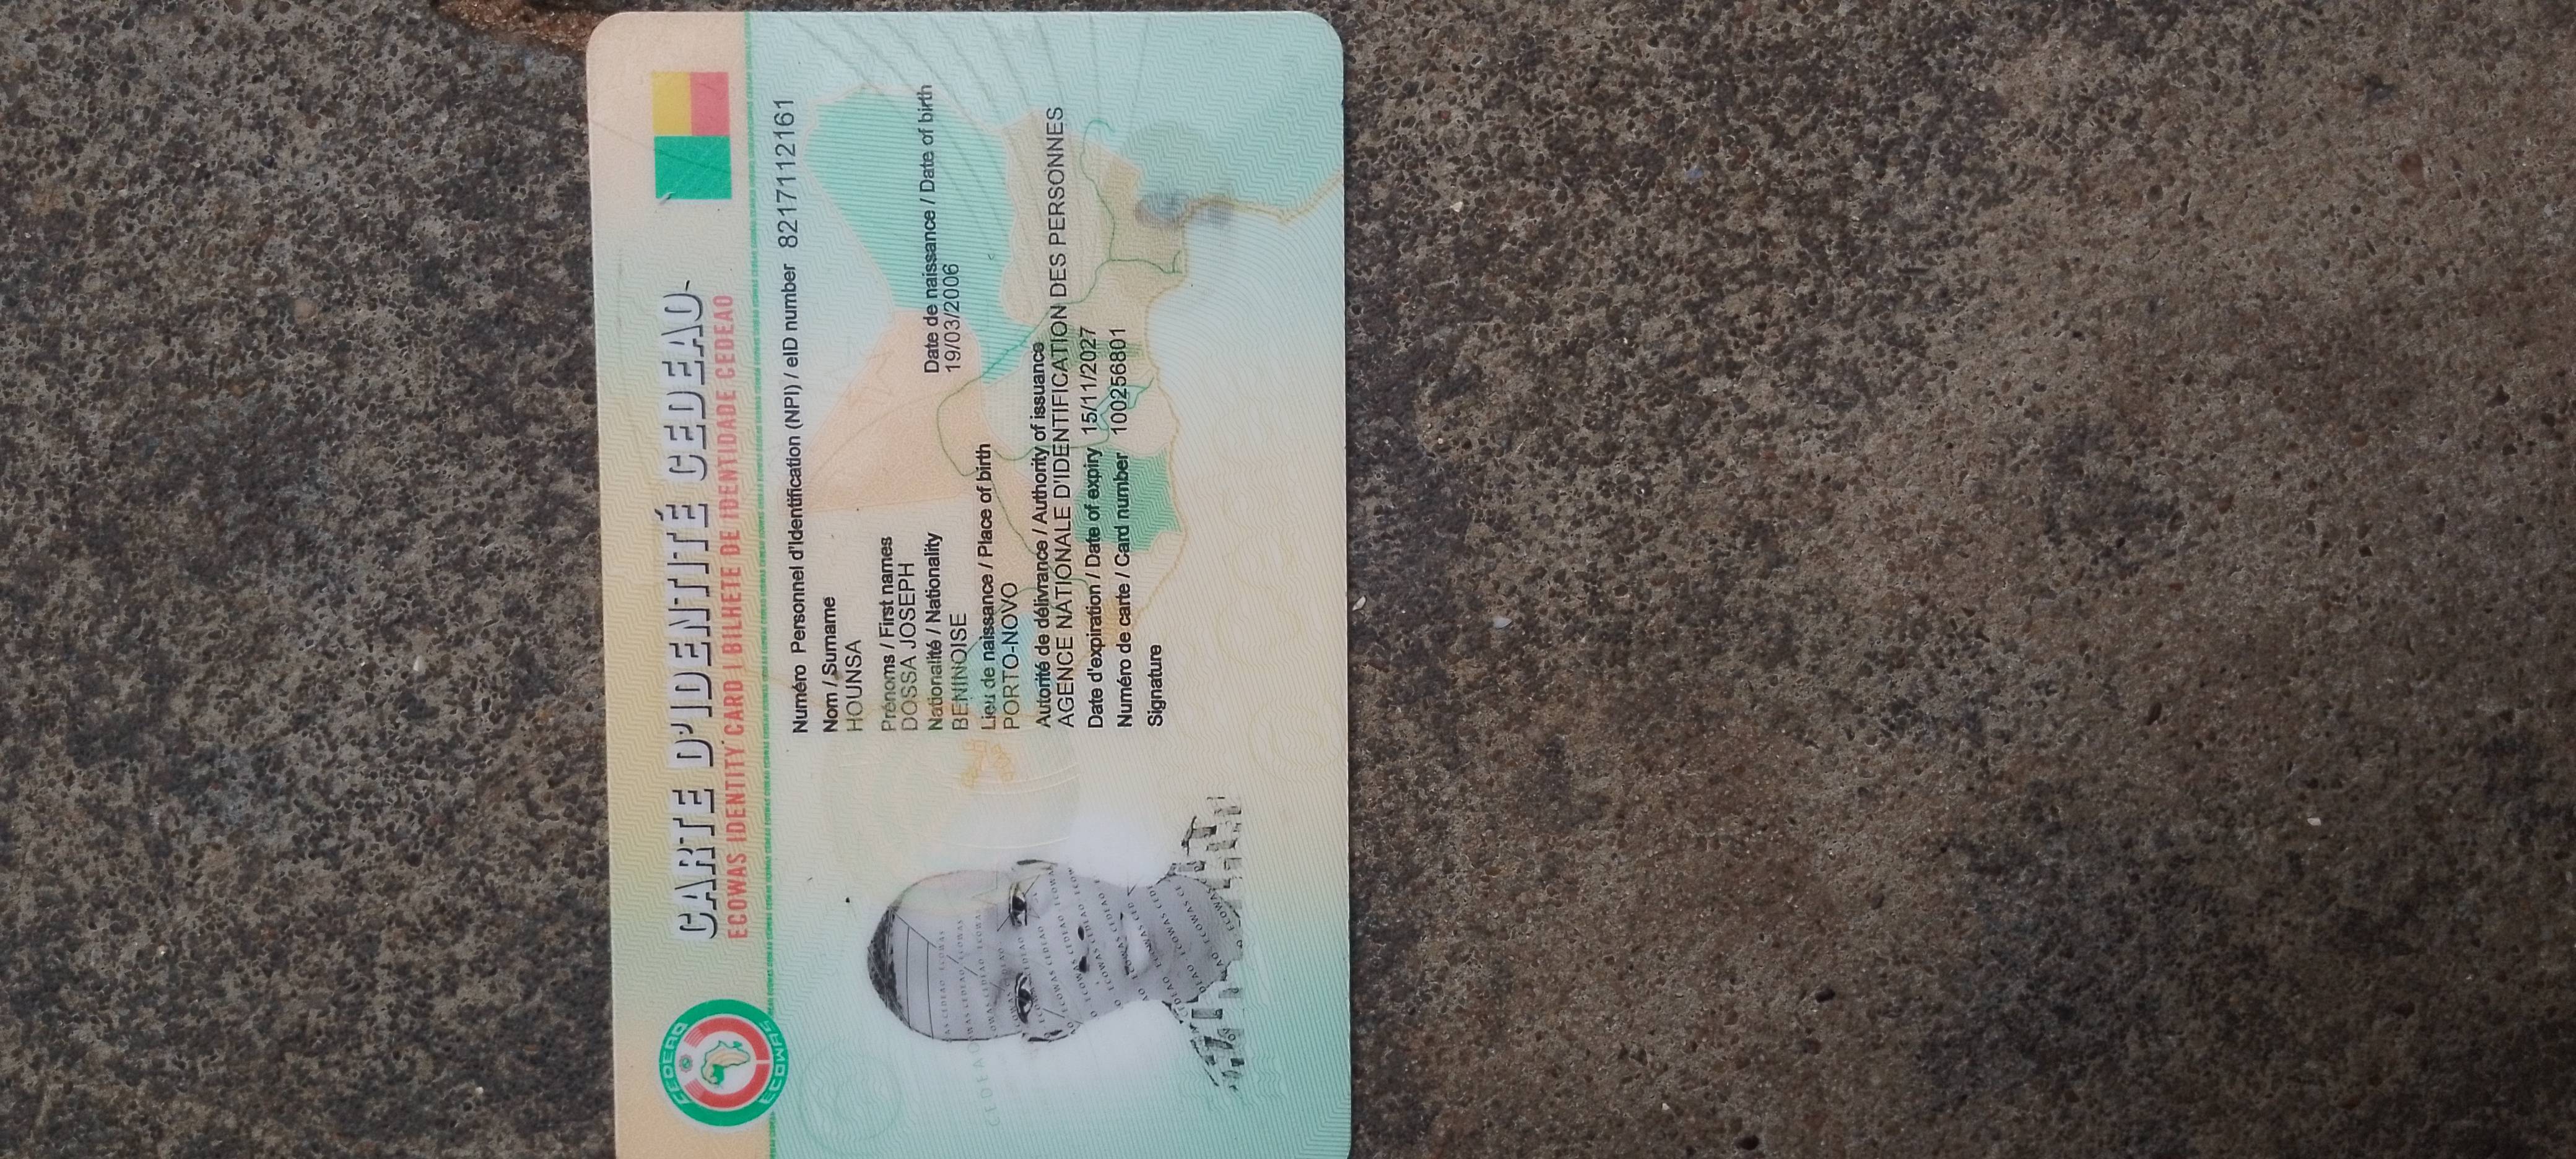 CARTE D'IDENTITÉ CEDEAO
ECOWAS IDENTITY CARD | BILHETE DE IDENTIDADE CEDEAO
CEDEAO
ECOWAS
Numéro Personnel d'Identification (NPI) / eID number 8217112161
Nom / Surname
HOUNSA
Prénoms / First names
DOSSA JOSEPH
Nationalité / Nationality
BENINOISE
Date de naissance / Date of birth
19/03/2006
Lieu de naissance / Place of birth
PORTO-NOVO
Autorité de délivrance / Authority of issuance
AGENCE NATIONALE D'IDENTIFICATION DES PERSONNES
Date d'expiration / Date of expiry 15/11/2027
Numéro de carte / Card number 100256801
Signature